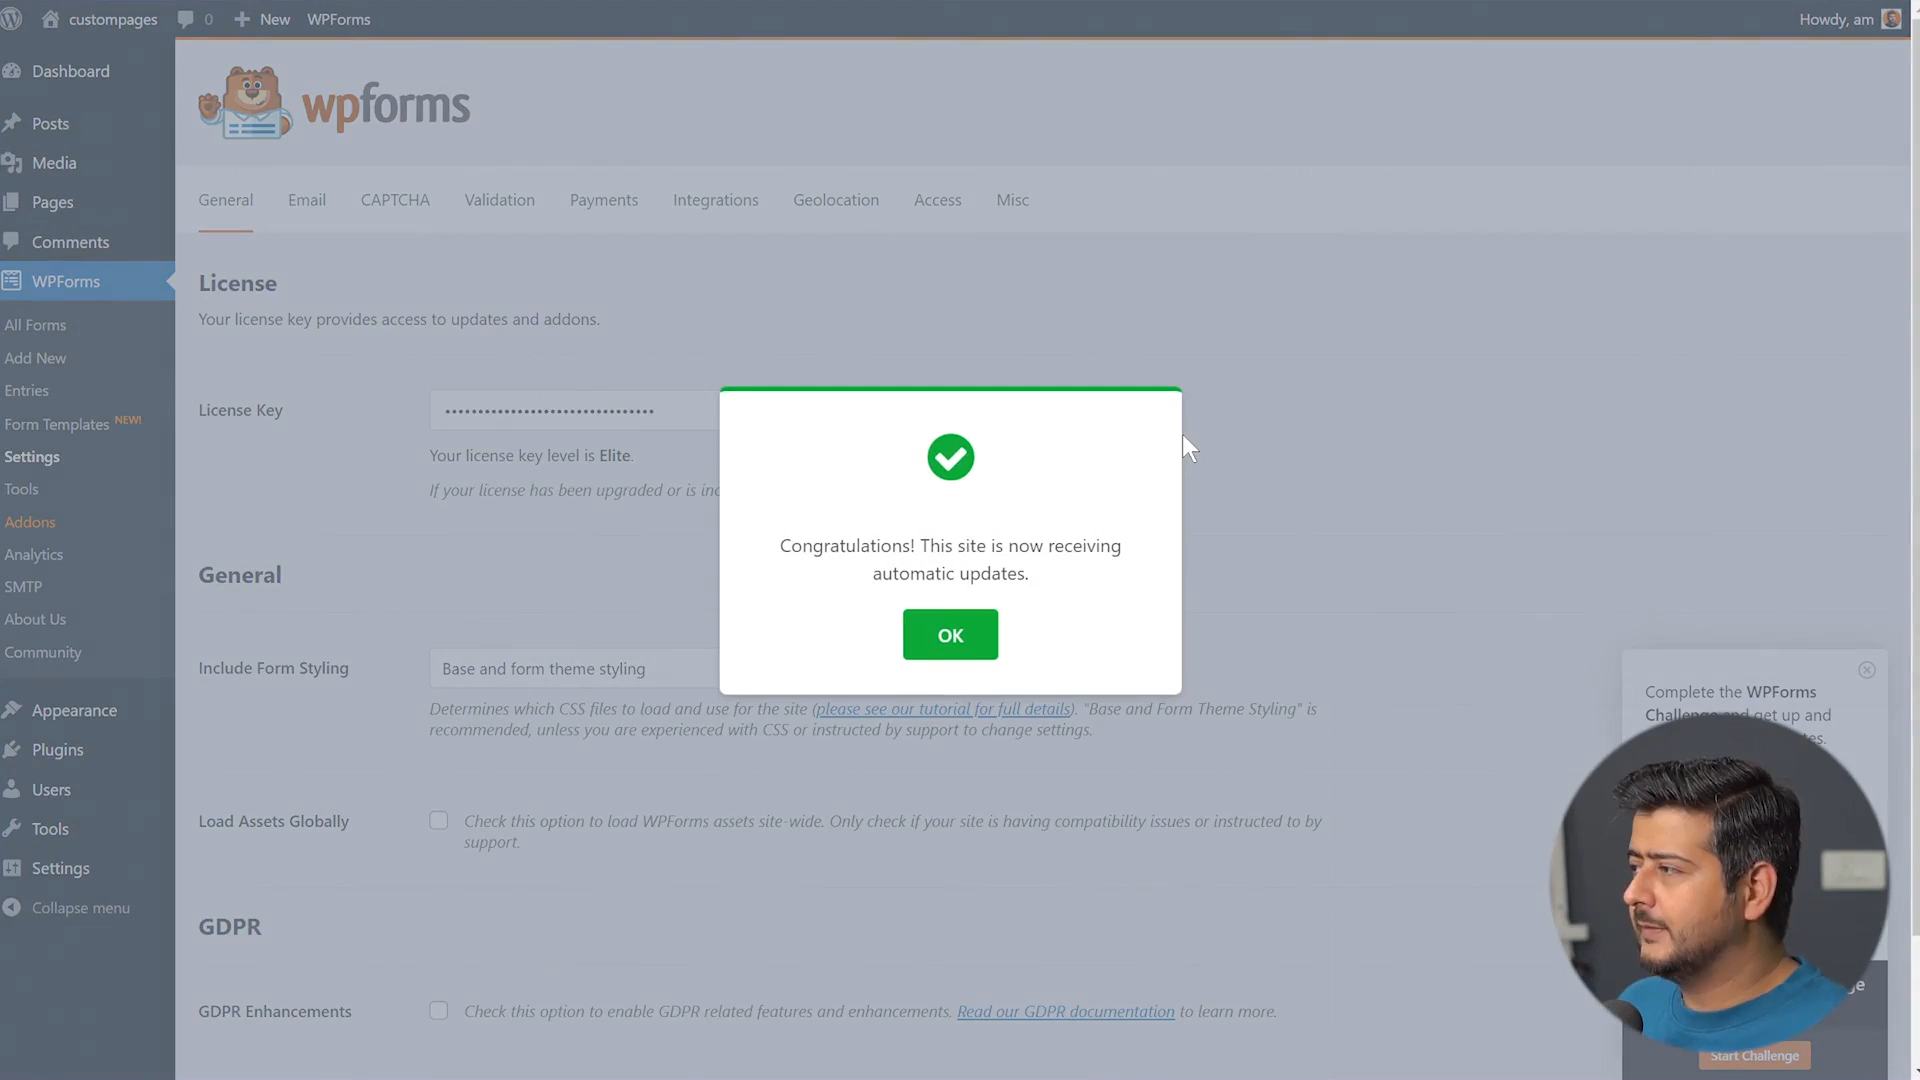 custompages
0
New
WPForms
Howdy, am
Dashboard
Posts
Media
Pages
Comments
WPForms
All Forms
Add New
Entries
Form Templates NEW!
Settings
Tools
Addons
Analytics
SMTP
About Us
Community
Appearance
Plugins
Users
Tools
Settings
Collapse menu
wpforms
General
Email
CAPTCHA
Validation
Payments
Integrations
Geolocation
Access
Misc
License
Your license key provides access to updates and addons.
License Key
Your license key level is Elite.
If your license has been upgraded or is
Congratulations! This site is now receiving
automatic updates.
OK
General
Include Form Styling
Base and form theme styling
Determines which CSS files to load and use for the site (please see our tutorial for full details). "Base and Form Theme Styling" is
recommended, unless you are experienced with CSS or instructed by support to change settings.
Load Assets Globally
Check this option to load WPForms assets site-wide. Only check if your site is having compatibility issues or instructed to by
support.
GDPR
GDPR Enhancements
Check this option to enable GDPR related features and enhancements. Read our GDPR documentation to learn more.
Complete the WPForms
Challenge and get up and
Start Challenge